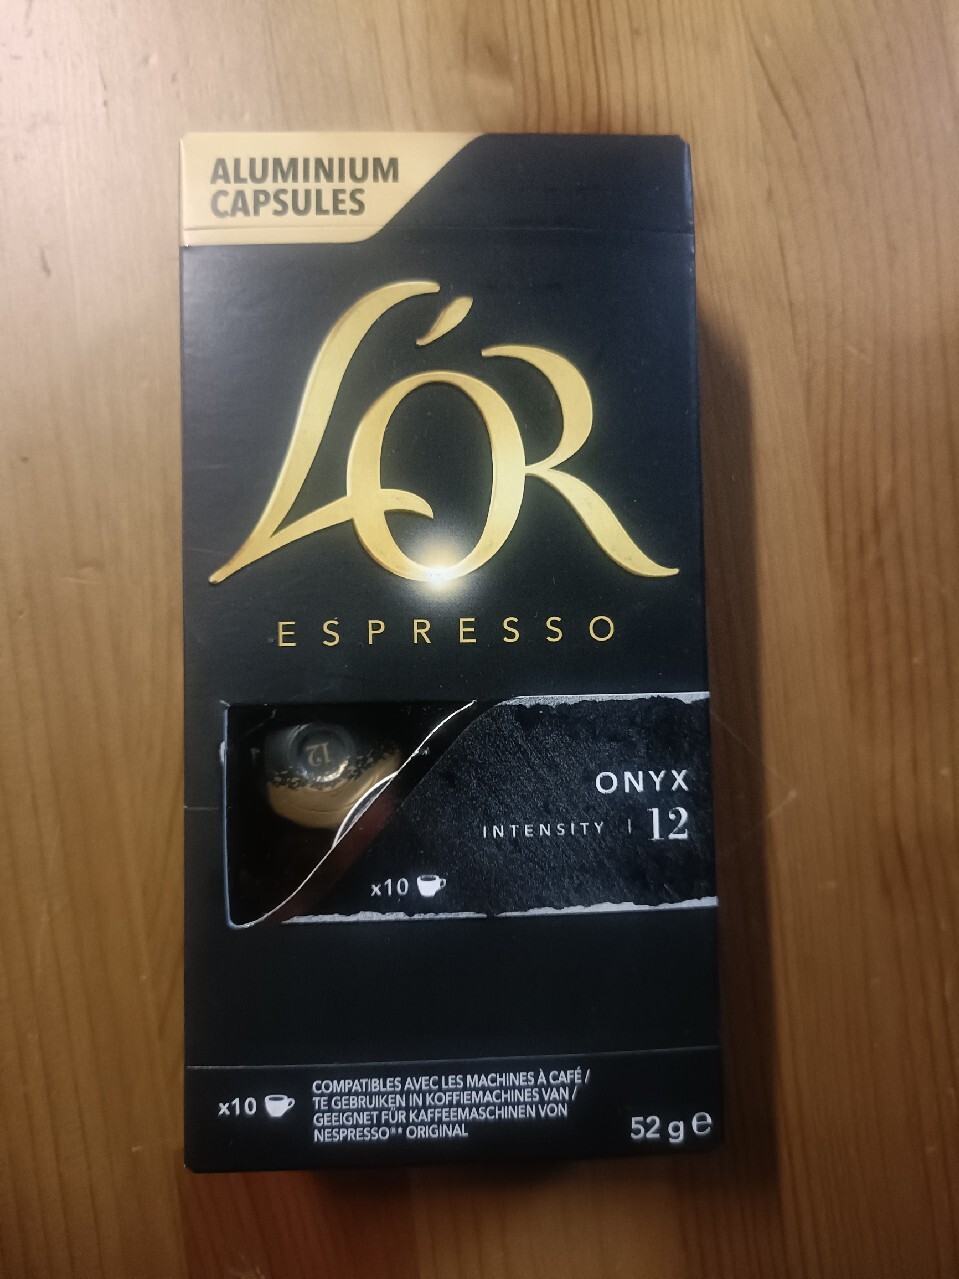 ALUMINIUM
CAPSULES
L'OR
ESPRESSO
12
ONYX
INTENSITY | 12
x10
x10
COMPATIBLES AVEC LES MACHINES À CAFÉ /
TE GEBRUIKEN IN KOFFIEMACHINES VAN /
GEEIGNET FÜR KAFFEEMASCHINEN VON
NESPRESSO®* ORIGINAL
52 g ℮